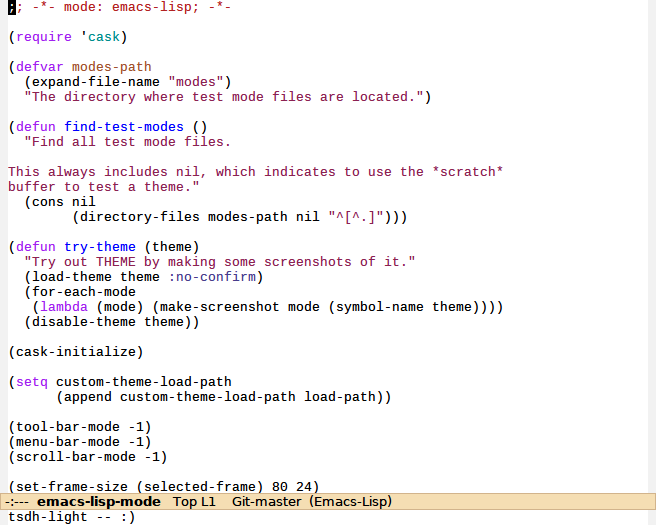 ;; -*- mode: emacs-lisp; -*-

(require 'cask)

(defvar modes-path
  (expand-file-name "modes")
  "The directory where test mode files are located.")

(defun find-test-modes ()
  "Find all test mode files.

This always includes nil, which indicates to use the *scratch*
buffer to test a theme."
  (cons nil
        (directory-files modes-path nil "^[^.]")))

(defun try-theme (theme)
  "Try out THEME by making some screenshots of it."
  (load-theme theme :no-confirm)
  (for-each-mode
   (lambda (mode) (make-screenshot mode (symbol-name theme))))
  (disable-theme theme))

(cask-initialize)

(setq custom-theme-load-path
      (append custom-theme-load-path load-path))

(tool-bar-mode -1)
(menu-bar-mode -1)
(scroll-bar-mode -1)

(set-frame-size (selected-frame) 80 24)
-:--- emacs-lisp-mode Top L1 Git-master (Emacs-Lisp)
tsdh-light -- :)